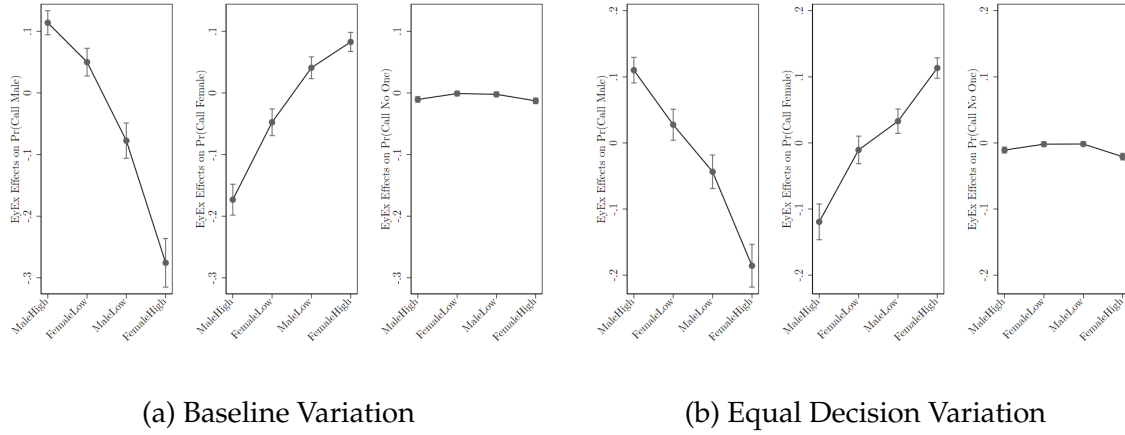 EyEx Effects on Pr(Call Male)
.1
0
-.1
-.2
-.3
MaleHigh
FemaleLow
MaleLow
FemaleHigh
EyEx Effects on Pr(Call Female)
.1
0
-.1
-.2
-.3
MaleHigh
FemaleLow
MaleLow
FemaleHigh
EyEx Effects on Pr(Call No One)
.1
0
-.1
-.2
-.3
MaleHigh
FemaleLow
MaleLow
FemaleHigh
(a) Baseline Variation
EyEx Effects on Pr(Call Male)
.2
.1
0
-.1
-.2
MaleHigh
FemaleLow
MaleLow
FemaleHigh
EyEx Effects on Pr(Call Female)
.2
.1
0
-.1
-.2
MaleHigh
FemaleLow
MaleLow
FemaleHigh
EyEx Effects on Pr(Call No One)
.2
.1
0
-.1
-.2
MaleHigh
FemaleLow
MaleLow
FemaleHigh
(b) Equal Decision Variation